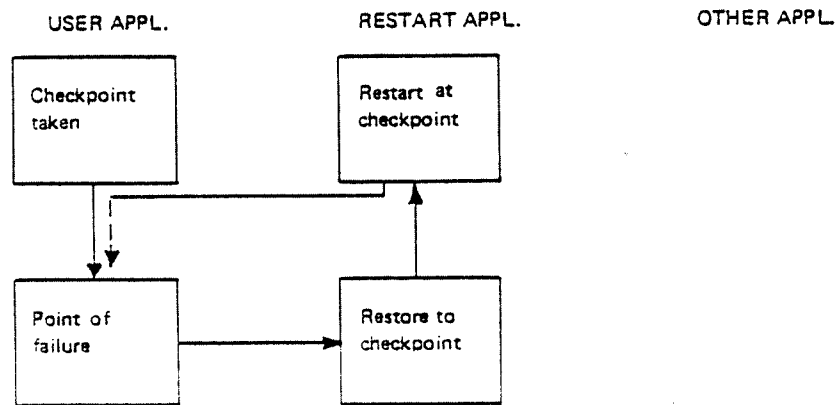 USER APPL. RESTART APPL. OTHER APPL.
Checkpoint
taken
Restart at
checkpoint
Point of
failure
Restore to
checkpoint